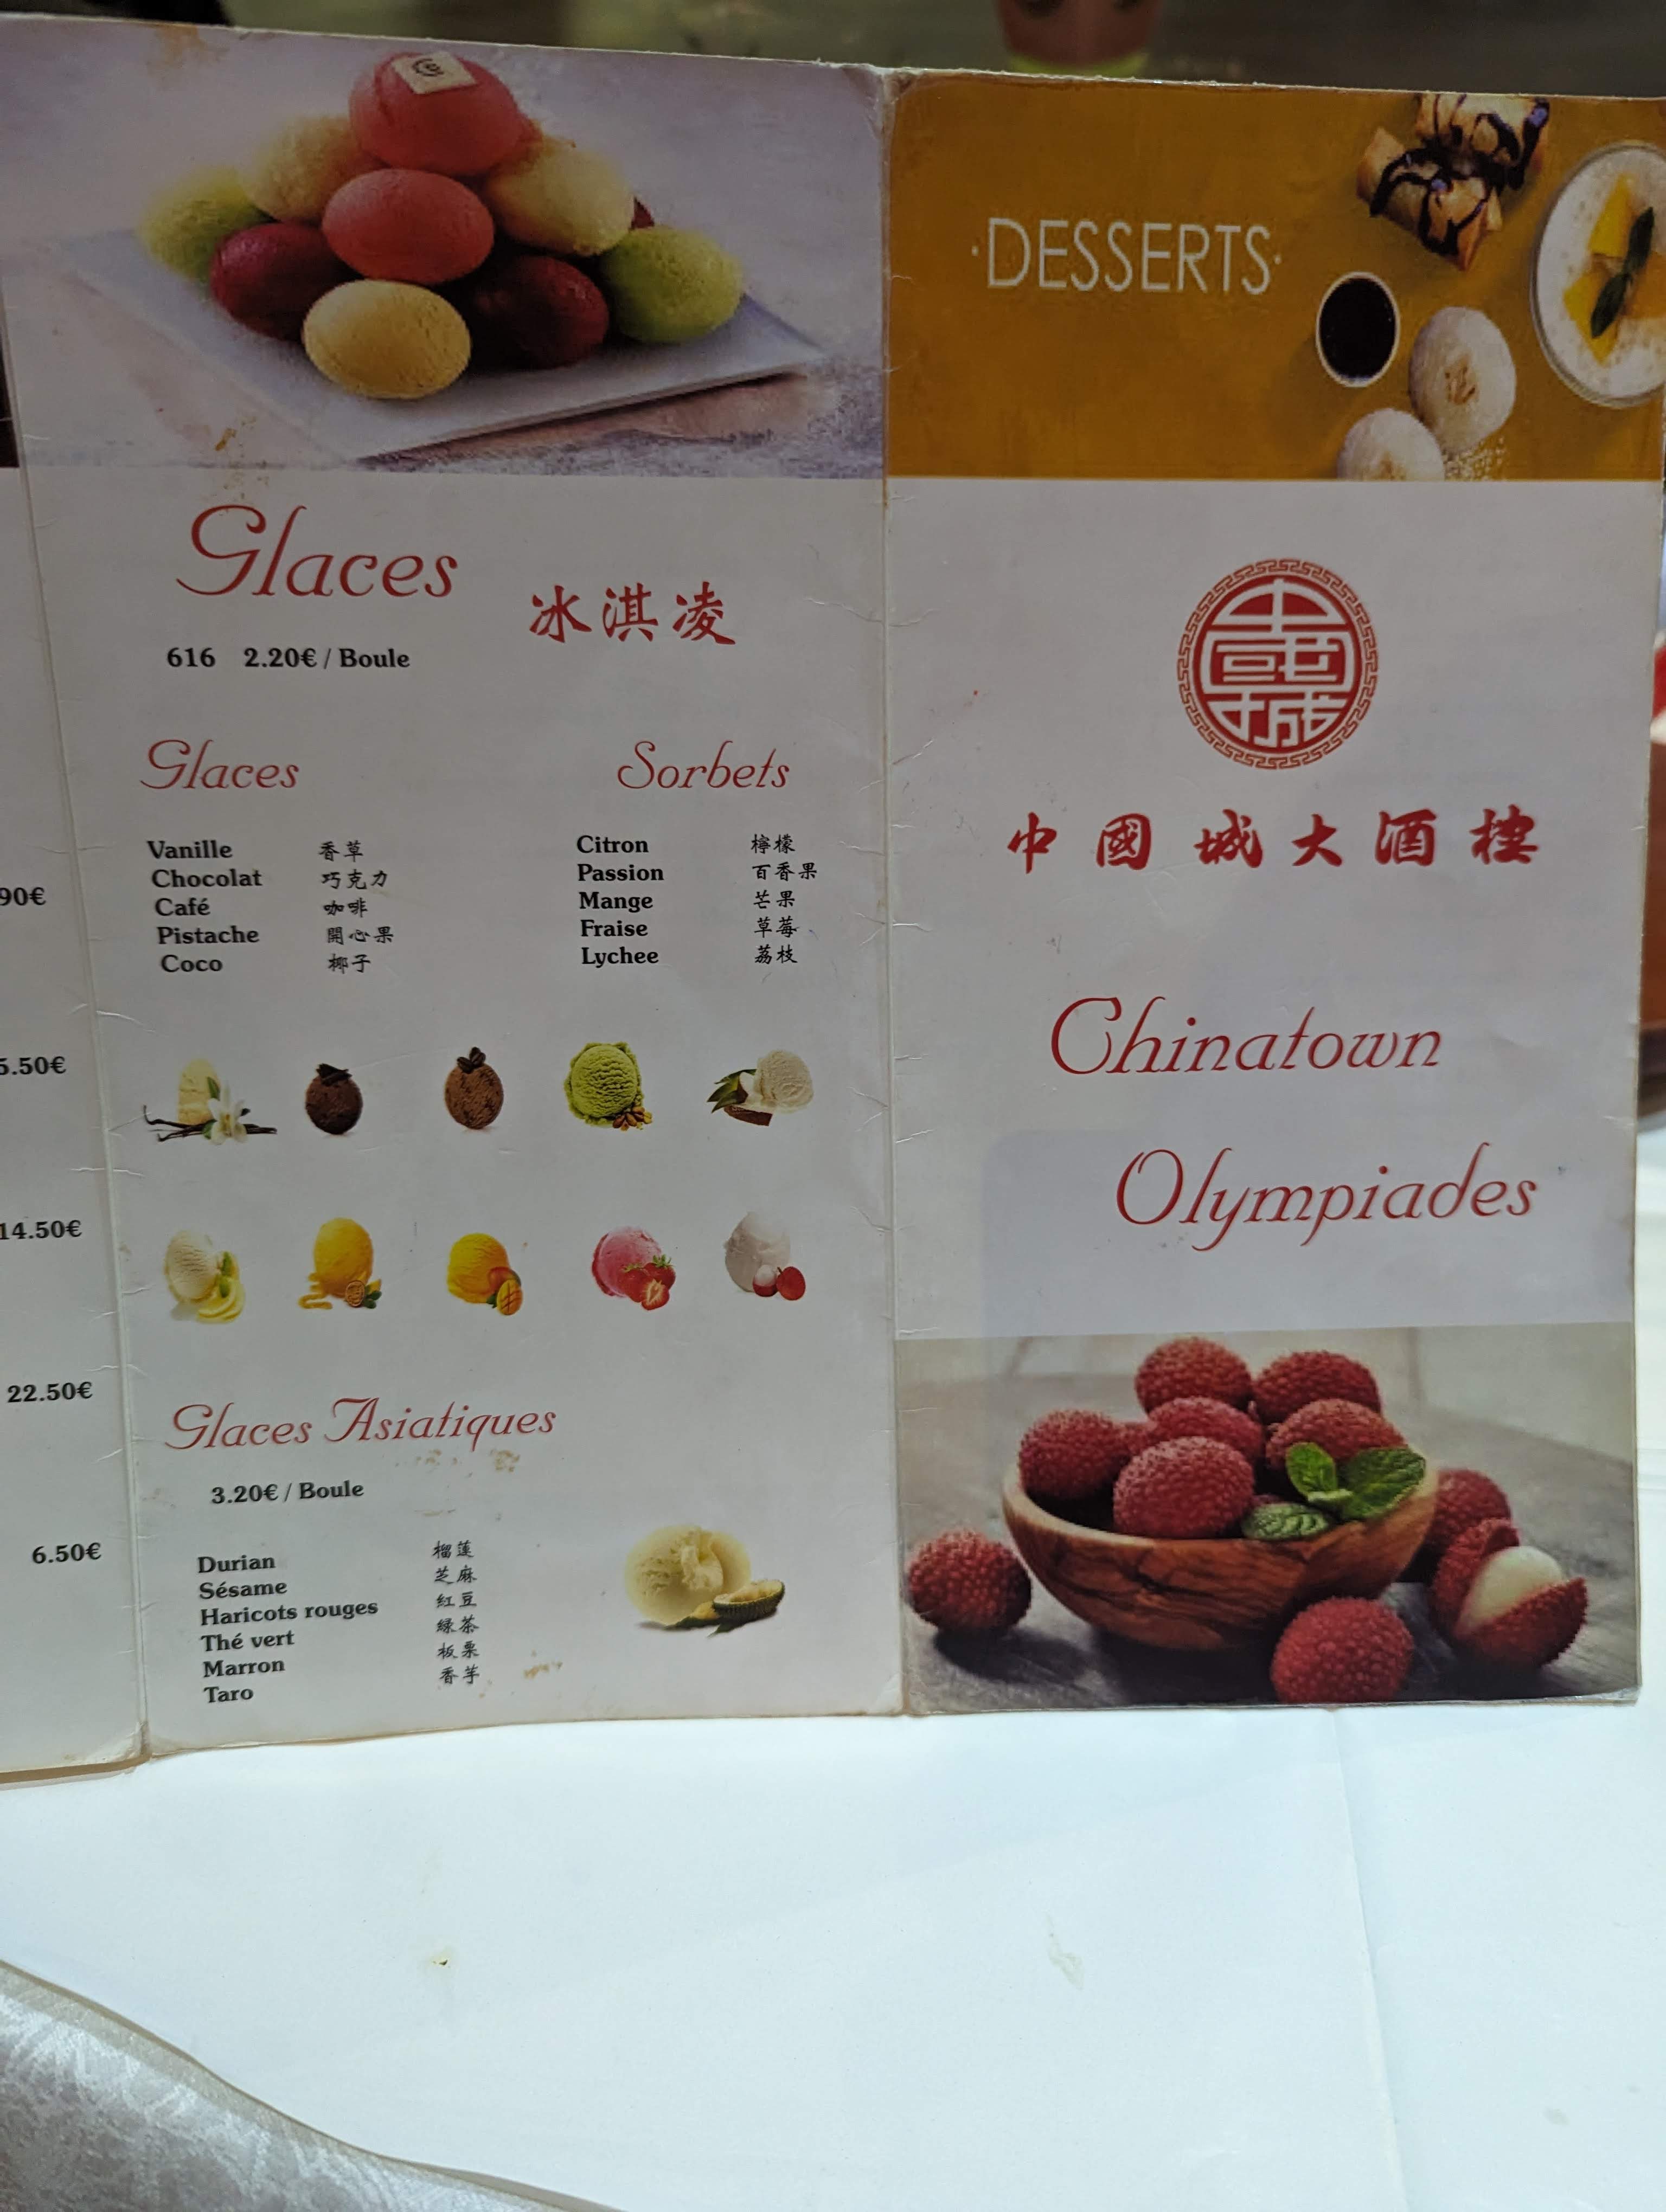 90€
5.50€
14.50€
22.50€
6.50€
Glaces 冰淇凌
616 2.20€ / Boule
Glaces
Vanille 香草
Chocolat 巧克力
Café 咖啡
Pistache 開心果
Coco 椰子
Sorbets
Citron 檸檬
Passion 百香果
Mange 芒果
Fraise 草莓
Lychee 荔枝
Glaces Asiatiques
3.20€ / Boule
Durian 榴蓮
Sésame 芝麻
Haricots rouges 紅豆
Thé vert 綠茶
Marron 板栗
Taro 香芋
·DESSERTS·
中國城大酒樓
Chinatown
Olympiades